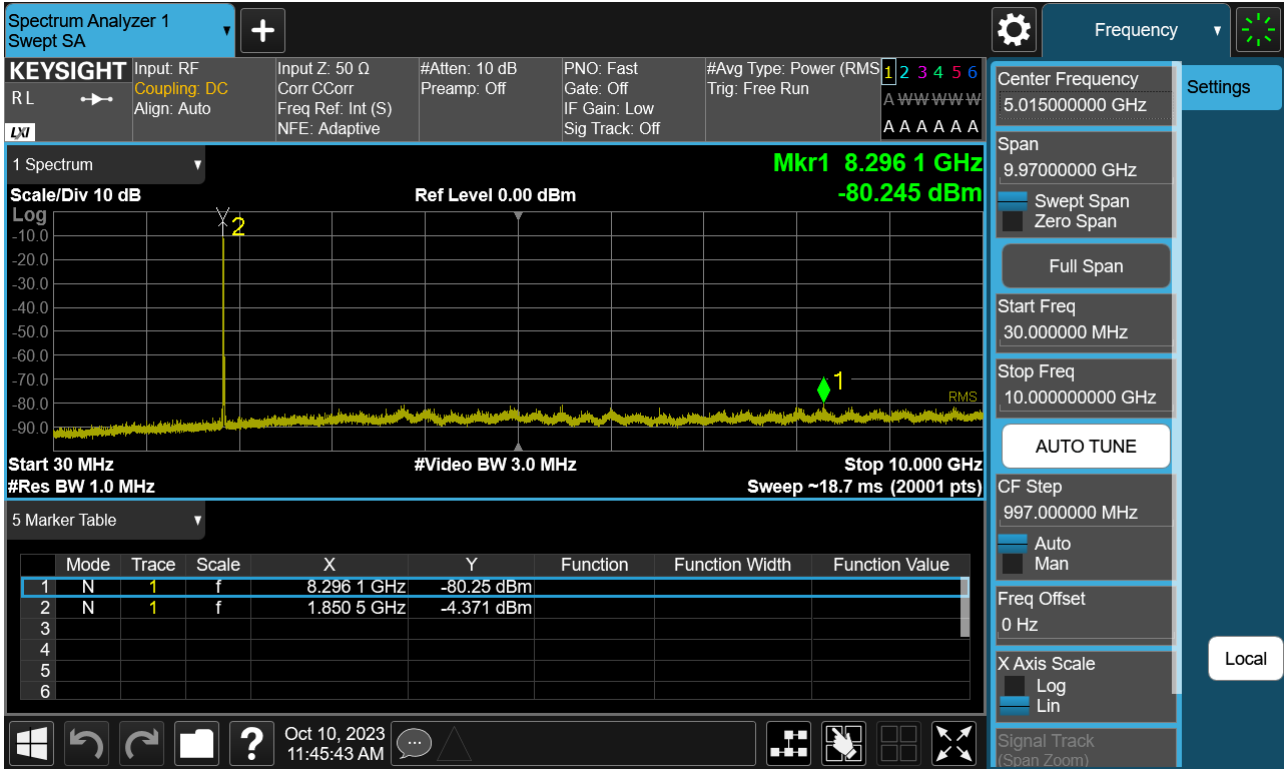 Spectrum Analyzer 1
Swept SA
Frequency
KEYSIGHT
R L
LXI
Input: RF
Coupling: DC
Align: Auto
Input Z: 50 Ω
Corr CCorr
Freq Ref: Int (S)
NFE: Adaptive
#Atten: 10 dB
Preamp: Off
PNO: Fast
Gate: Off
IF Gain: Low
Sig Track: Off
#Avg Type: Power (RMS
Trig: Free Run
1 2 3 4 5 6
A W W W W W
A A A A A A
1 Spectrum
Mkr1 8.296 1 GHz
-80.245 dBm
Scale/Div 10 dB
Ref Level 0.00 dBm
Log
-10.0
-20.0
-30.0
-40.0
-50.0
-60.0
-70.0
-80.0
-90.0
2
1
RMS
Start 30 MHz
#Video BW 3.0 MHz
Stop 10.000 GHz
#Res BW 1.0 MHz
Sweep ~18.7 ms (20001 pts)
5 Marker Table
Mode Trace Scale X Y Function Function Width Function Value
1 N 1 f 8.296 1 GHz -80.25 dBm
2 N 1 f 1.850 5 GHz -4.371 dBm
3
4
5
6
Oct 10, 2023
11:45:43 AM
?
Center Frequency
5.015000000 GHz
Span
9.97000000 GHz
Swept Span
Zero Span
Full Span
Start Freq
30.000000 MHz
Stop Freq
10.000000000 GHz
AUTO TUNE
CF Step
997.000000 MHz
Auto
Man
Freq Offset
0 Hz
X Axis Scale
Log
Lin
Signal Track
(Span Zoom)
Settings
Local